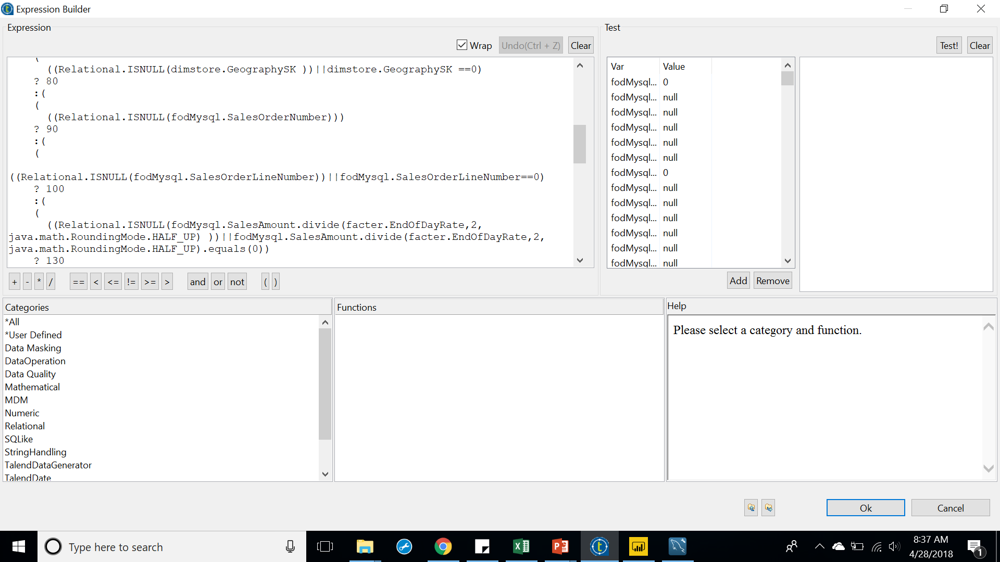 Expression Builder
Expression
Wrap
Undo(Ctrl + Z)
Clear
(
((Relational.ISNULL(dimstore.GeographySK ))||dimstore.GeographySK ==0)
? 80
:(
(
((Relational.ISNULL(fodMysql.SalesOrderNumber)))
? 90
:(
(
((Relational.ISNULL(fodMysql.SalesOrderLineNumber))||fodMysql.SalesOrderLineNumber==0)
? 100
:(
(
((Relational.ISNULL(fodMysql.SalesAmount.divide(facter.EndOfDayRate,2,
java.math.RoundingMode.HALF_UP) ))||fodMysql.SalesAmount.divide(facter.EndOfDayRate,2,
java.math.RoundingMode.HALF_UP).equals(0))
? 130
+ - * / == < <= != >= > and or not ( )
Test
Test!
Clear
Var Value
fodMysql... 0
fodMysql... null
fodMysql... null
fodMysql... null
fodMysql... null
fodMysql... null
fodMysql... 0
fodMysql... null
fodMysql... null
fodMysql... null
fodMysql... null
fodMysql... null
fodMysql... null
Add
Remove
Categories
*All
*User Defined
Data Masking
DataOperation
Data Quality
Mathematical
MDM
Numeric
Relational
SQLike
StringHandling
TalendDataGenerator
TalendDate
Functions
Help
Please select a category and function.
Ok
Cancel
Type here to search
8:37 AM
4/28/2018
1